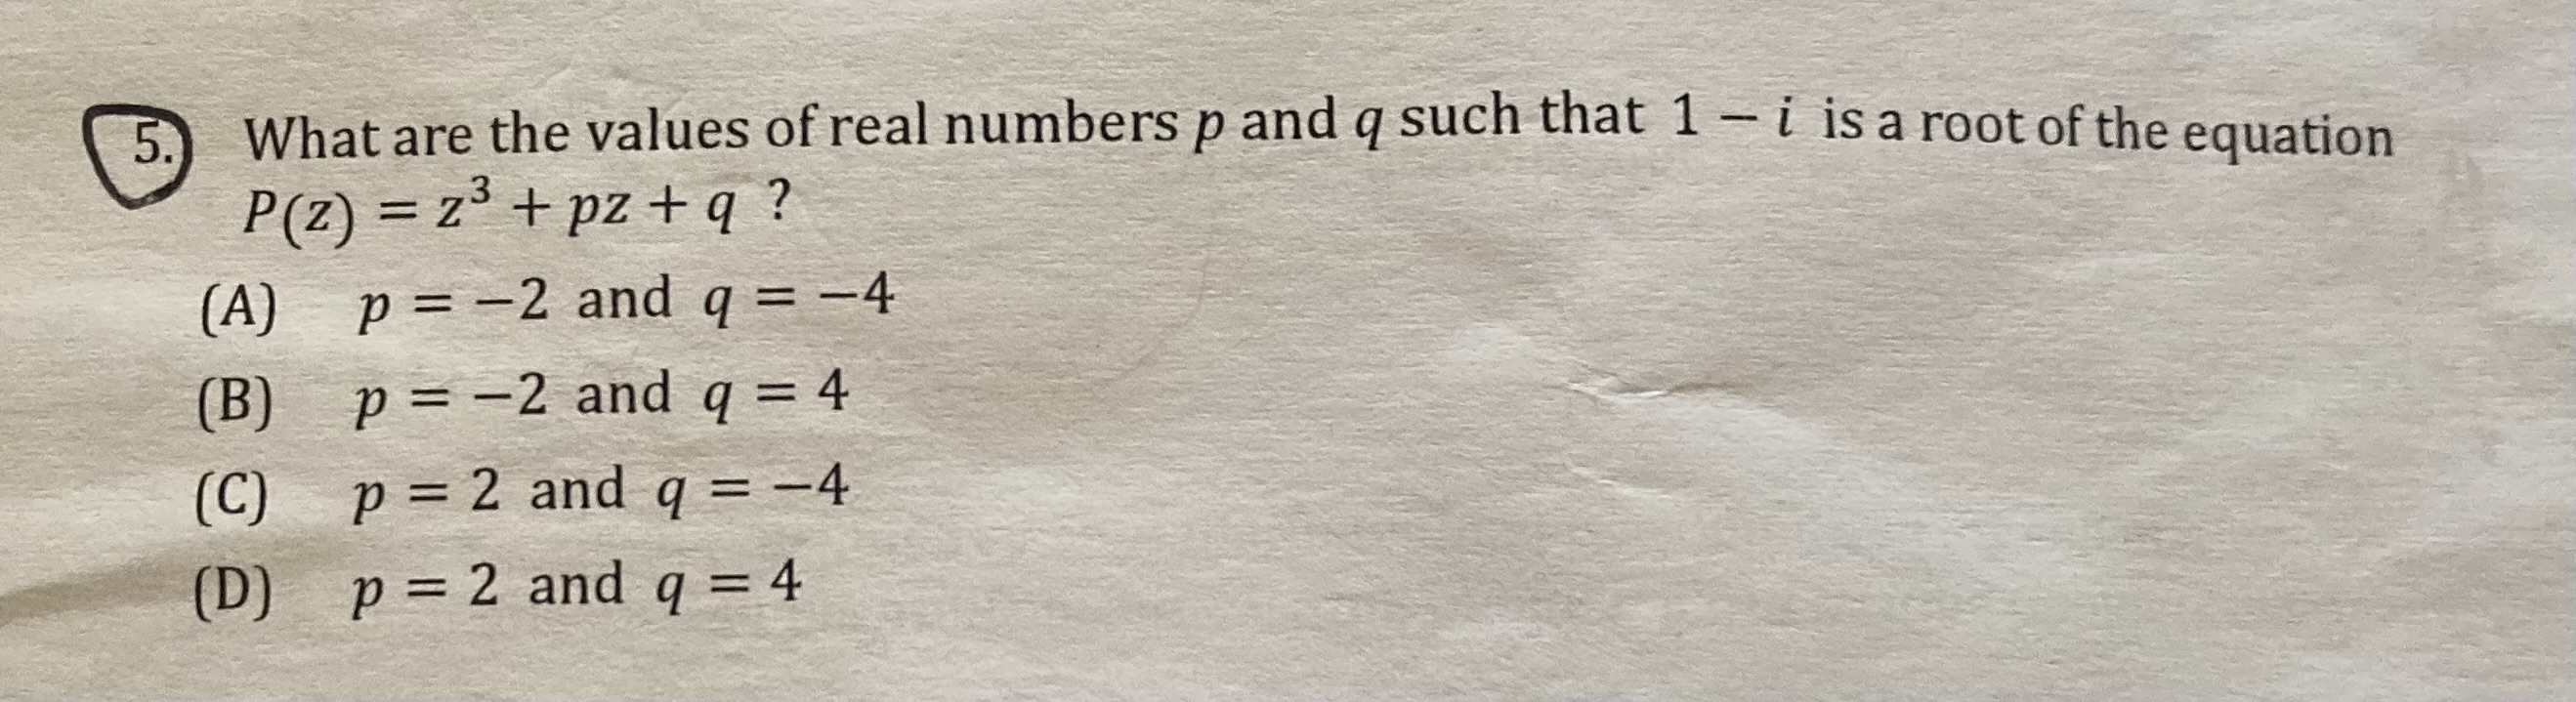 5. What are the values of real numbers p and q such that 1 − i is a root of the equation
P(z) = z³ + pz + q ?
(A) p = −2 and q = −4
(B) p = −2 and q = 4
(C) p = 2 and q = −4
(D) p = 2 and q = 4